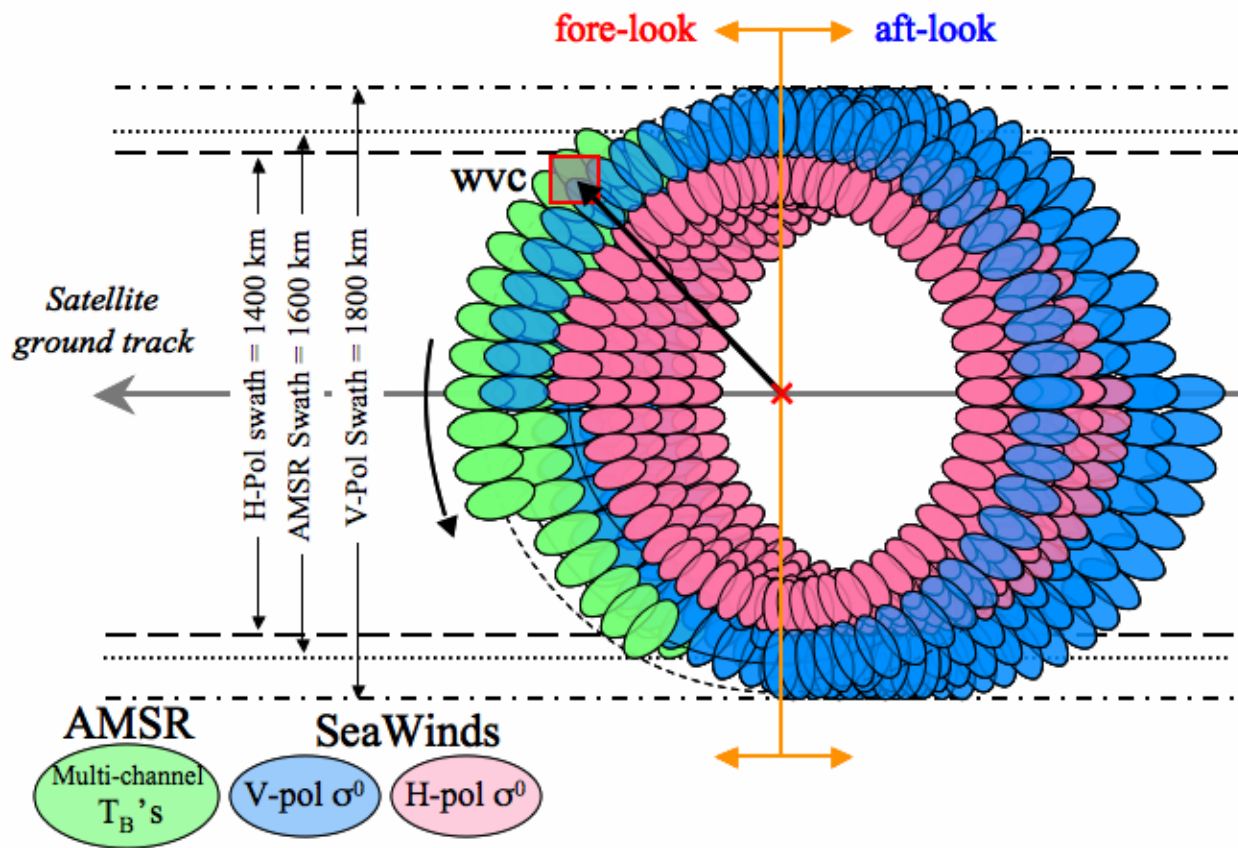 fore-look
aft-look
WVC
Satellite
ground track
H-Pol swath = 1400 km
AMSR Swath = 1600 km
V-Pol Swath = 1800 km
AMSR
SeaWinds
Multi-channel
T_B's
V-pol σ⁰
H-pol σ⁰